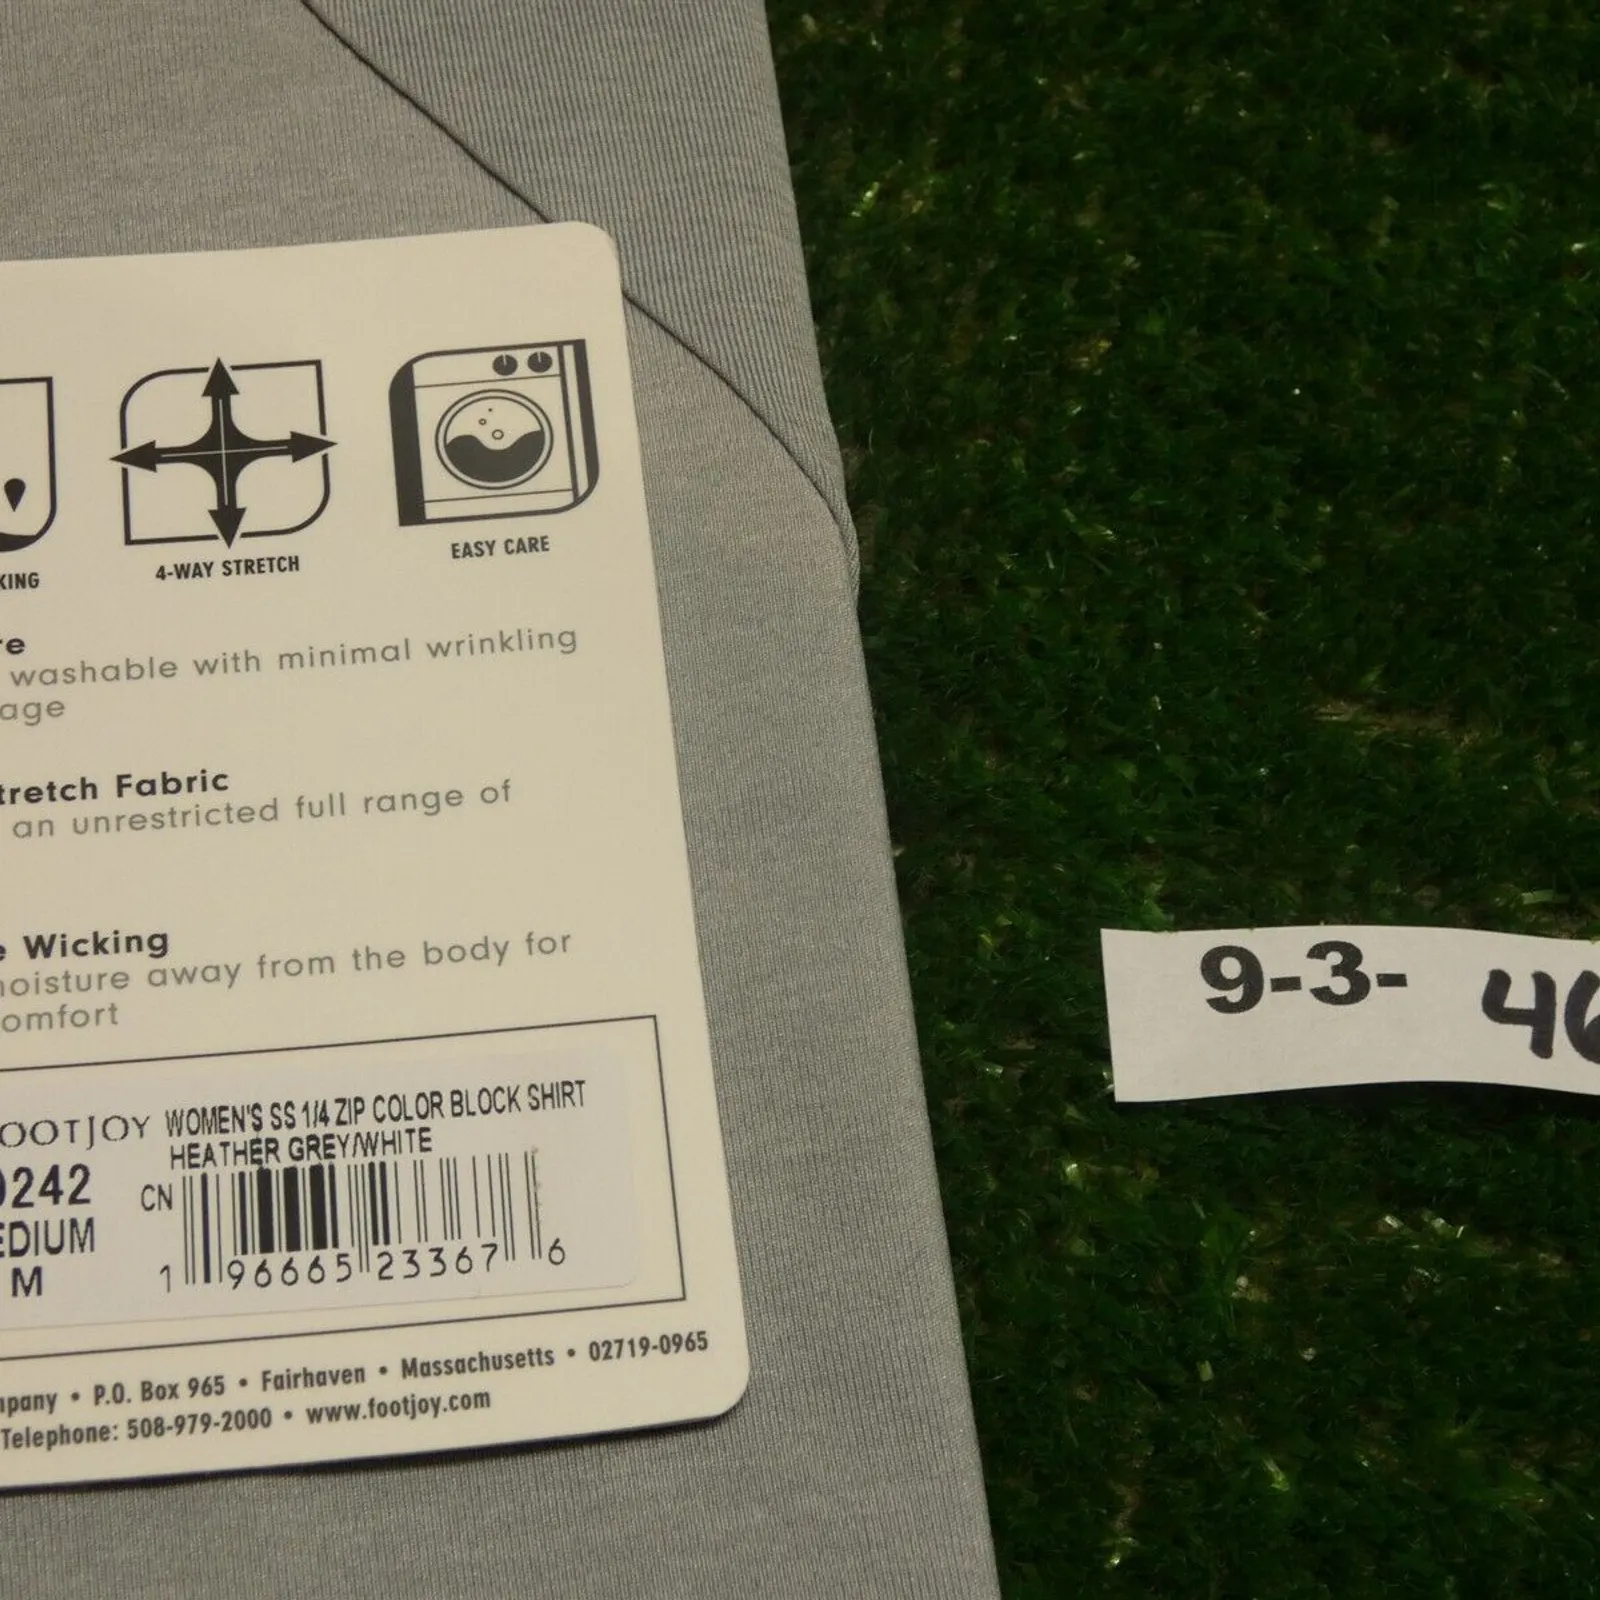 KING
4-WAY STRETCH
EASY CARE
re
washable with minimal wrinkling
age
tretch Fabric
an unrestricted full range of
e Wicking
noisture away from the body for
omfort
OOTJOY WOMEN'S SS 1/4 ZIP COLOR BLOCK SHIRT
HEATHER GREY/WHITE
0242
CN
EDIUM
M
1 96665 23367 6
mpany • P.O. Box 965 • Fairhaven • Massachusetts • 02719-0965
Telephone: 508-979-2000 • www.footjoy.com
9-3- 46